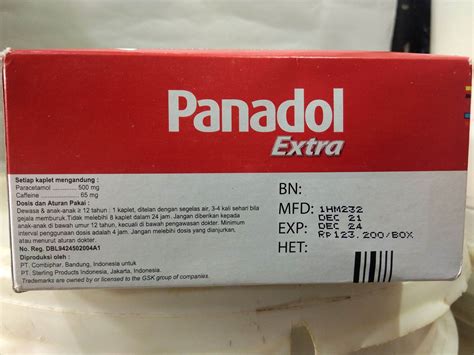 Panadol
Extra
Setiap kaplet mengandung :
Paracetamol ............... 500 mg
Caffeine ..................... 65 mg
Dosis dan Aturan Pakai :
Dewasa & anak-anak ≥ 12 tahun : 1 kaplet, ditelan dengan segelas air, 3-4 kali sehari bila
gejala memburuk. Tidak melebihi 8 kaplet dalam 24 jam. Jangan diberikan kepada
anak-anak di bawah umur 12 tahun, kecuali di bawah pengawasan dokter. Minimum
interval penggunaan dosis adalah 4 jam. Jangan melebihi dosis yang dianjurkan,
atau menurut aturan dokter.
No. Reg. DBL9424502004A1
Diproduksi oleh :
PT. Combiphar, Bandung, Indonesia untuk
PT. Sterling Products Indonesia, Jakarta, Indonesia.
Trademarks are owned by or licensed to the GSK group of companies.
BN: 1HM232
MFD: DEC 21
EXP: DEC 24
HET: Rp123.200/BOX